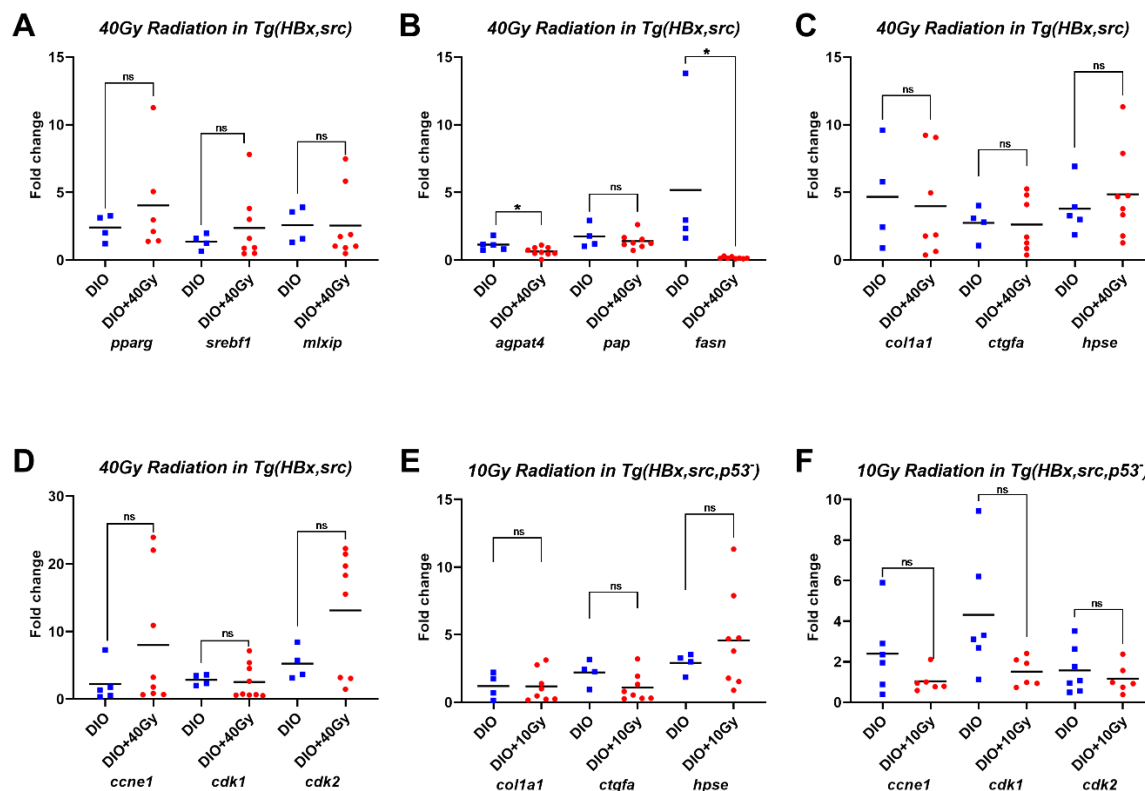 A
40Gy Radiation in Tg(HBx,src)
Fold change
15
10
5
0
ns
ns
ns
DIO
DIO+40Gy
DIO
DIO+40Gy
DIO
DIO+40Gy
pparg
srebf1
mlxip
B
40Gy Radiation in Tg(HBx,src)
Fold change
15
10
5
0
*
ns
*
DIO
DIO+40Gy
DIO
DIO+40Gy
DIO
DIO+40Gy
agpat4
pap
fasn
C
40Gy Radiation in Tg(HBx,src)
Fold change
15
10
5
0
ns
ns
ns
DIO
DIO+40Gy
DIO
DIO+40Gy
DIO
DIO+40Gy
col1a1
ctgfa
hpse
D
40Gy Radiation in Tg(HBx,src)
Fold change
30
20
10
0
ns
ns
ns
DIO
DIO+40Gy
DIO
DIO+40Gy
DIO
DIO+40Gy
ccne1
cdk1
cdk2
E
10Gy Radiation in Tg(HBx,src,p53⁻)
Fold change
15
10
5
0
ns
ns
ns
DIO
DIO+10Gy
DIO
DIO+10Gy
DIO
DIO+10Gy
col1a1
ctgfa
hpse
F
10Gy Radiation in Tg(HBx,src,p53⁻)
Fold change
10
8
6
4
2
0
ns
ns
ns
DIO
DIO+10Gy
DIO
DIO+10Gy
DIO
DIO+10Gy
ccne1
cdk1
cdk2